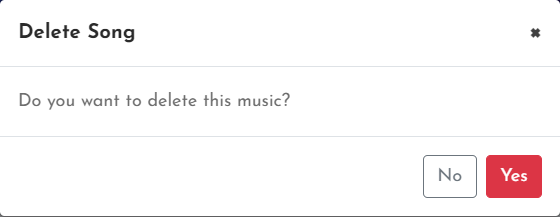 Delete Song
Do you want to delete this music?
No
Yes